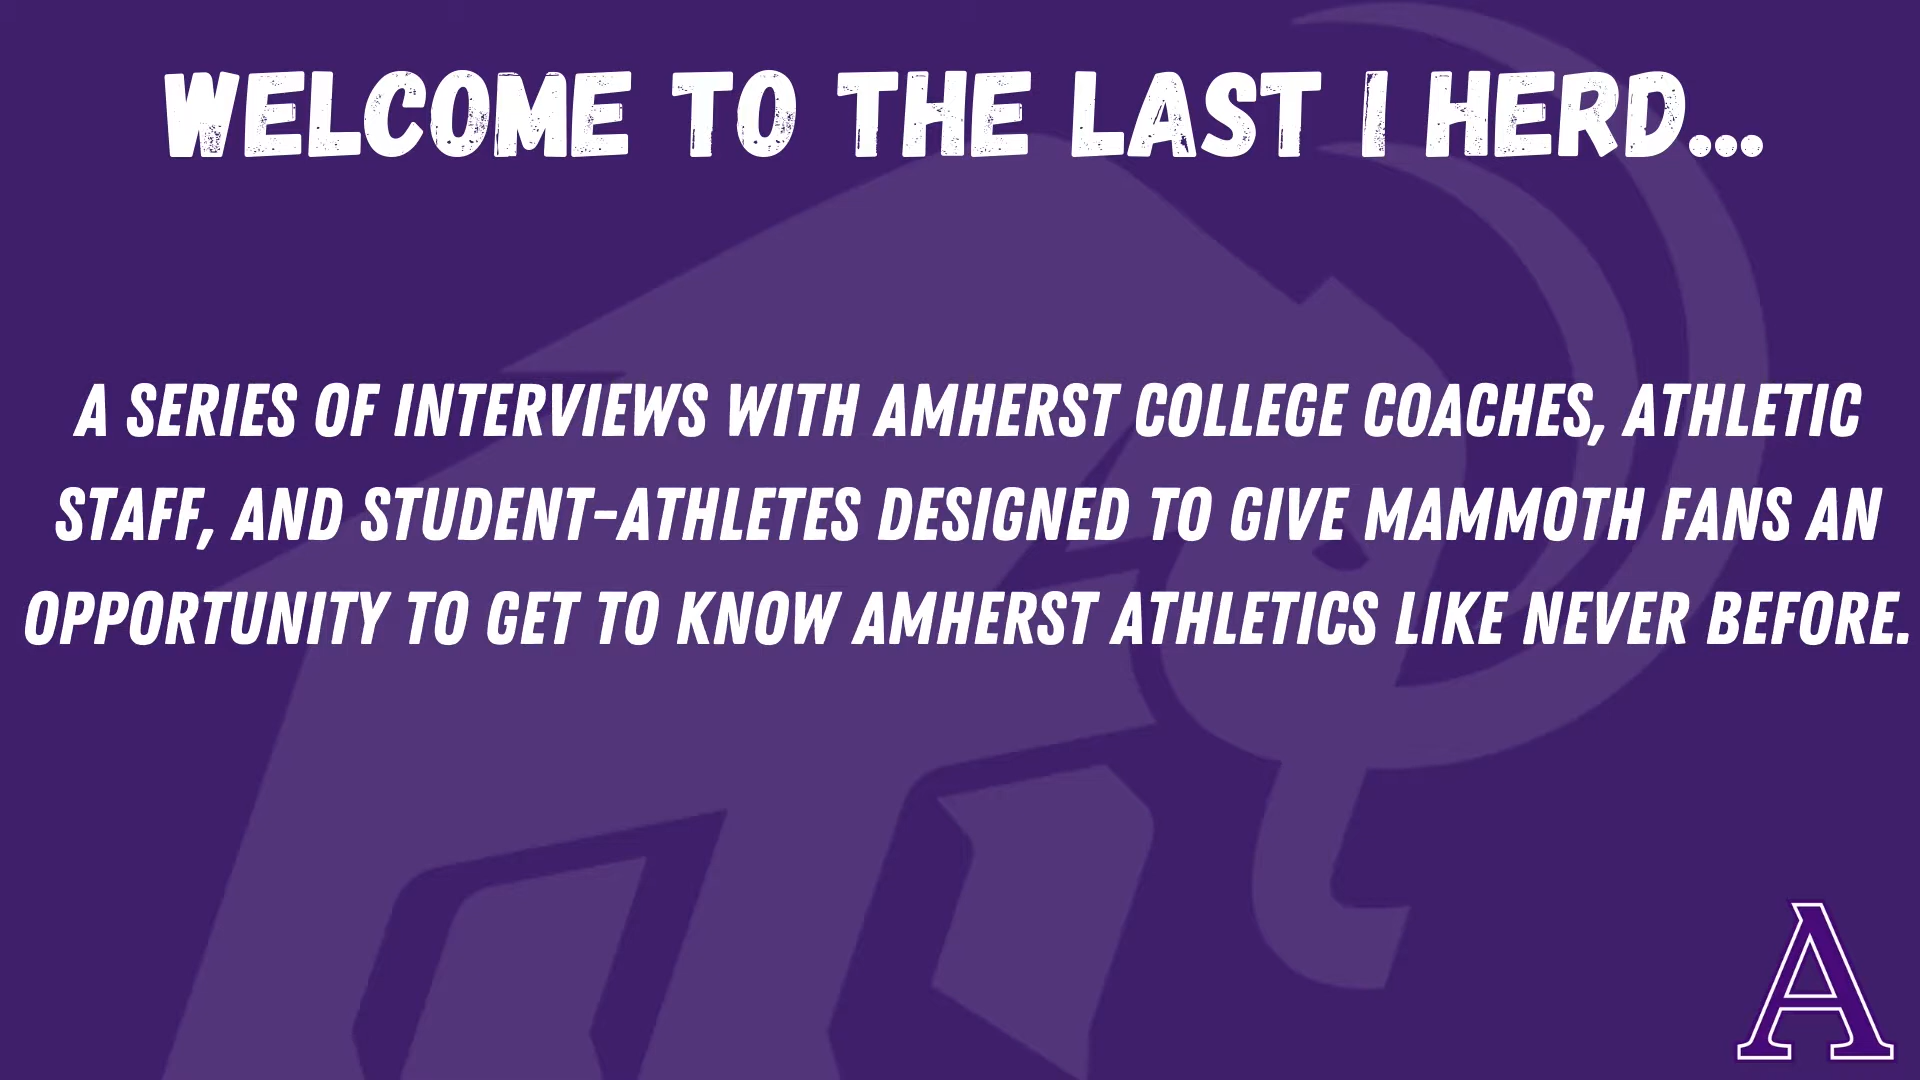 WELCOME TO THE LAST I HERD...
A SERIES OF INTERVIEWS WITH AMHERST COLLEGE COACHES, ATHLETIC
STAFF, AND STUDENT-ATHLETES DESIGNED TO GIVE MAMMOTH FANS AN
OPPORTUNITY TO GET TO KNOW AMHERST ATHLETICS LIKE NEVER BEFORE.
A